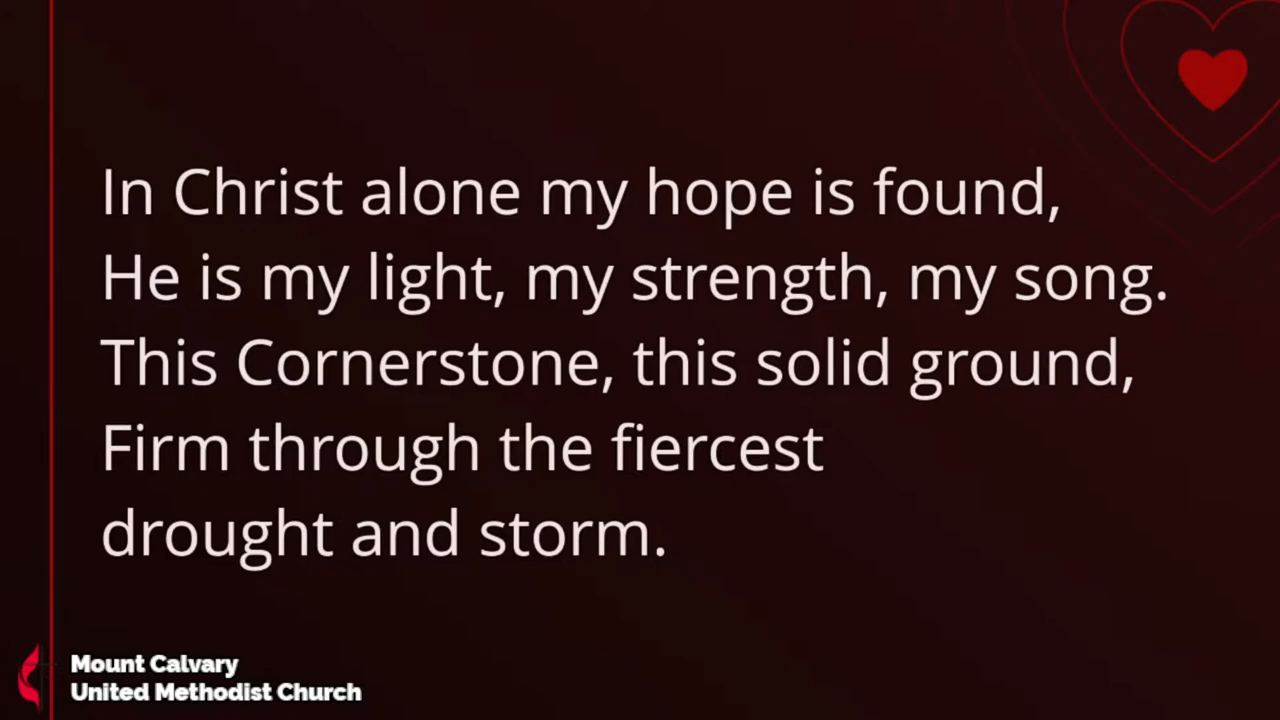 In Christ alone my hope is found,
He is my light, my strength, my song.
This Cornerstone, this solid ground,
Firm through the fiercest
drought and storm.
Mount Calvary
United Methodist Church